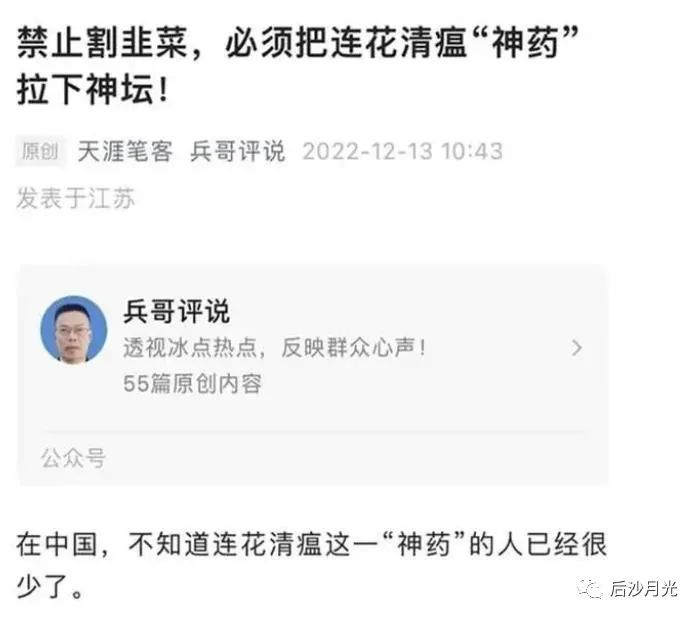 禁止割韭菜，必须把连花清瘟“神药”
拉下神坛！
原创 天涯笔客 兵哥评说 2022-12-13 10:43
发表于江苏
兵哥评说
透视冰点热点，反映群众心声！
55篇原创内容
公众号
在中国，不知道连花清瘟这一“神药”的人已经很
少了。
后沙月光